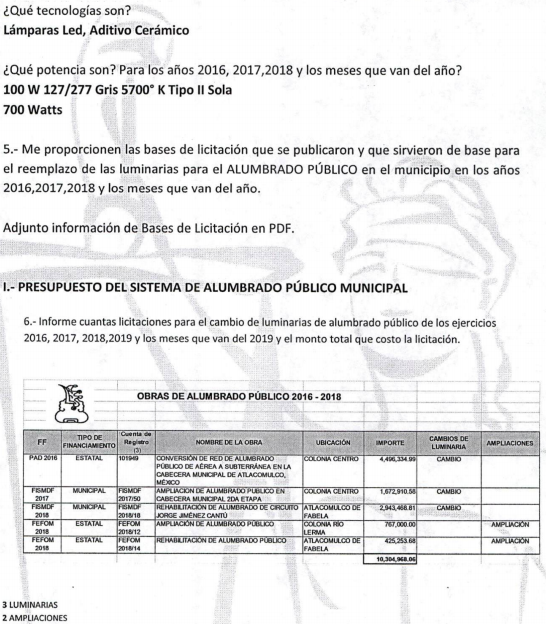 ¿Qué tecnologías son?
Lámparas Led, Aditivo Cerámico
¿Qué potencia son? Para los años 2016, 2017,2018 y los meses que van del año?
100 W 127/277 Gris 5700° K Tipo II Sola
700 Watts
5.- Me proporcionen las bases de licitación que se publicaron y que sirvieron de base para
el reemplazo de las luminarias para el ALUMBRADO PÚBLICO en el municipio en los años
2016,2017,2018 y los meses que van del año.
Adjunto información de Bases de Licitación en PDF.
I.- PRESUPUESTO DEL SISTEMA DE ALUMBRADO PÚBLICO MUNICIPAL
6.- Informe cuantas licitaciones para el cambio de luminarias de alumbrado público de los ejercicios
2016, 2017, 2018,2019 y los meses que van del 2019 y el monto total que costo la licitación.
OBRAS DE ALUMBRADO PÚBLICO 2016 - 2018
FF TIPO DE FINANCIAMIENTO Cuenta de Registro (3) NOMBRE DE LA OBRA UBICACIÓN IMPORTE CAMBIOS DE LUMINARIA AMPLIACIONES
PAD 2016 ESTATAL 101949 CONVERSIÓN DE RED DE ALUMBRADO COLONIA CENTRO 4,496,334.99 CAMBIO
PÚBLICO DE AÉREA A SUBTERRÁNEA EN LA
CABECERA MUNICIPAL DE ATLACOMULCO,
MÉXICO
FISMDF MUNICIPAL FISMDF AMPLIACION DE ALUMBRADO PUBLICO EN COLONIA CENTRO 1,672,910.58 CAMBIO
2017 2017/50 CABECERA MUNICIPAL 2DA ETAPA
FISMDF MUNICIPAL FISMDF REHABILITACIÓN DE ALUMBRADO DE CIRCUITO ATLACOMULCO DE 2,943,468.81 CAMBIO
2018 2018/18 JORGE JIMÉNEZ CANTÚ FABELA
FEFOM ESTATAL FEFOM AMPLIACIÓN DE ALUMBRADO PÚBLICO COLONIA RÍO 767,000.00 AMPLIACIÓN
2018 2018/12 LERMA
FEFOM ESTATAL FEFOM REHABILITACIÓN DE ALUMBRADO PÚBLICO ATLACOMULCO DE 425,253.68 AMPLIACIÓN
2018 2018/14 FABELA
10,304,968.06
3 LUMINARIAS
2 AMPLIACIONES